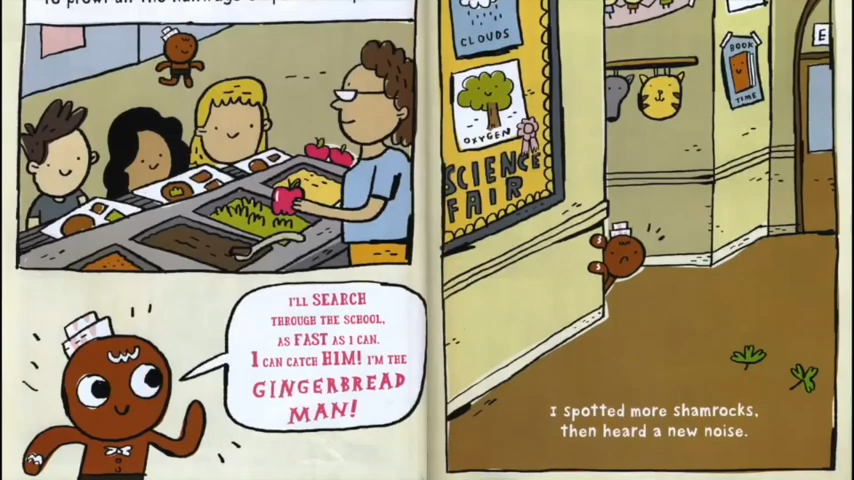 I'LL SEARCH
THROUGH THE SCHOOL,
AS FAST AS I CAN.
I CAN CATCH HIM! I'M THE
GINGERBREAD
MAN!
CLOUDS
OXYGEN
SCIENCE
FAIR
BOOK
TIME
E
I spotted more shamrocks,
then heard a new noise.